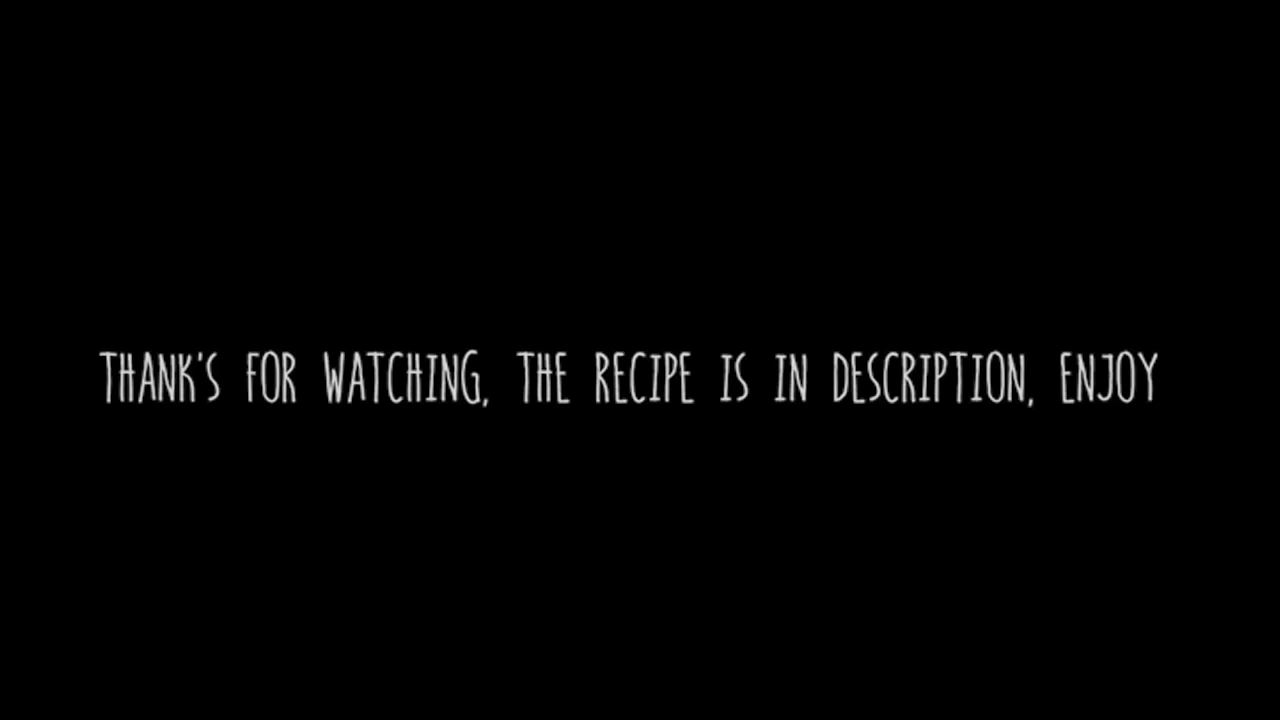 THANK'S FOR WATCHING, THE RECIPE IS IN DESCRIPTION, ENJOY